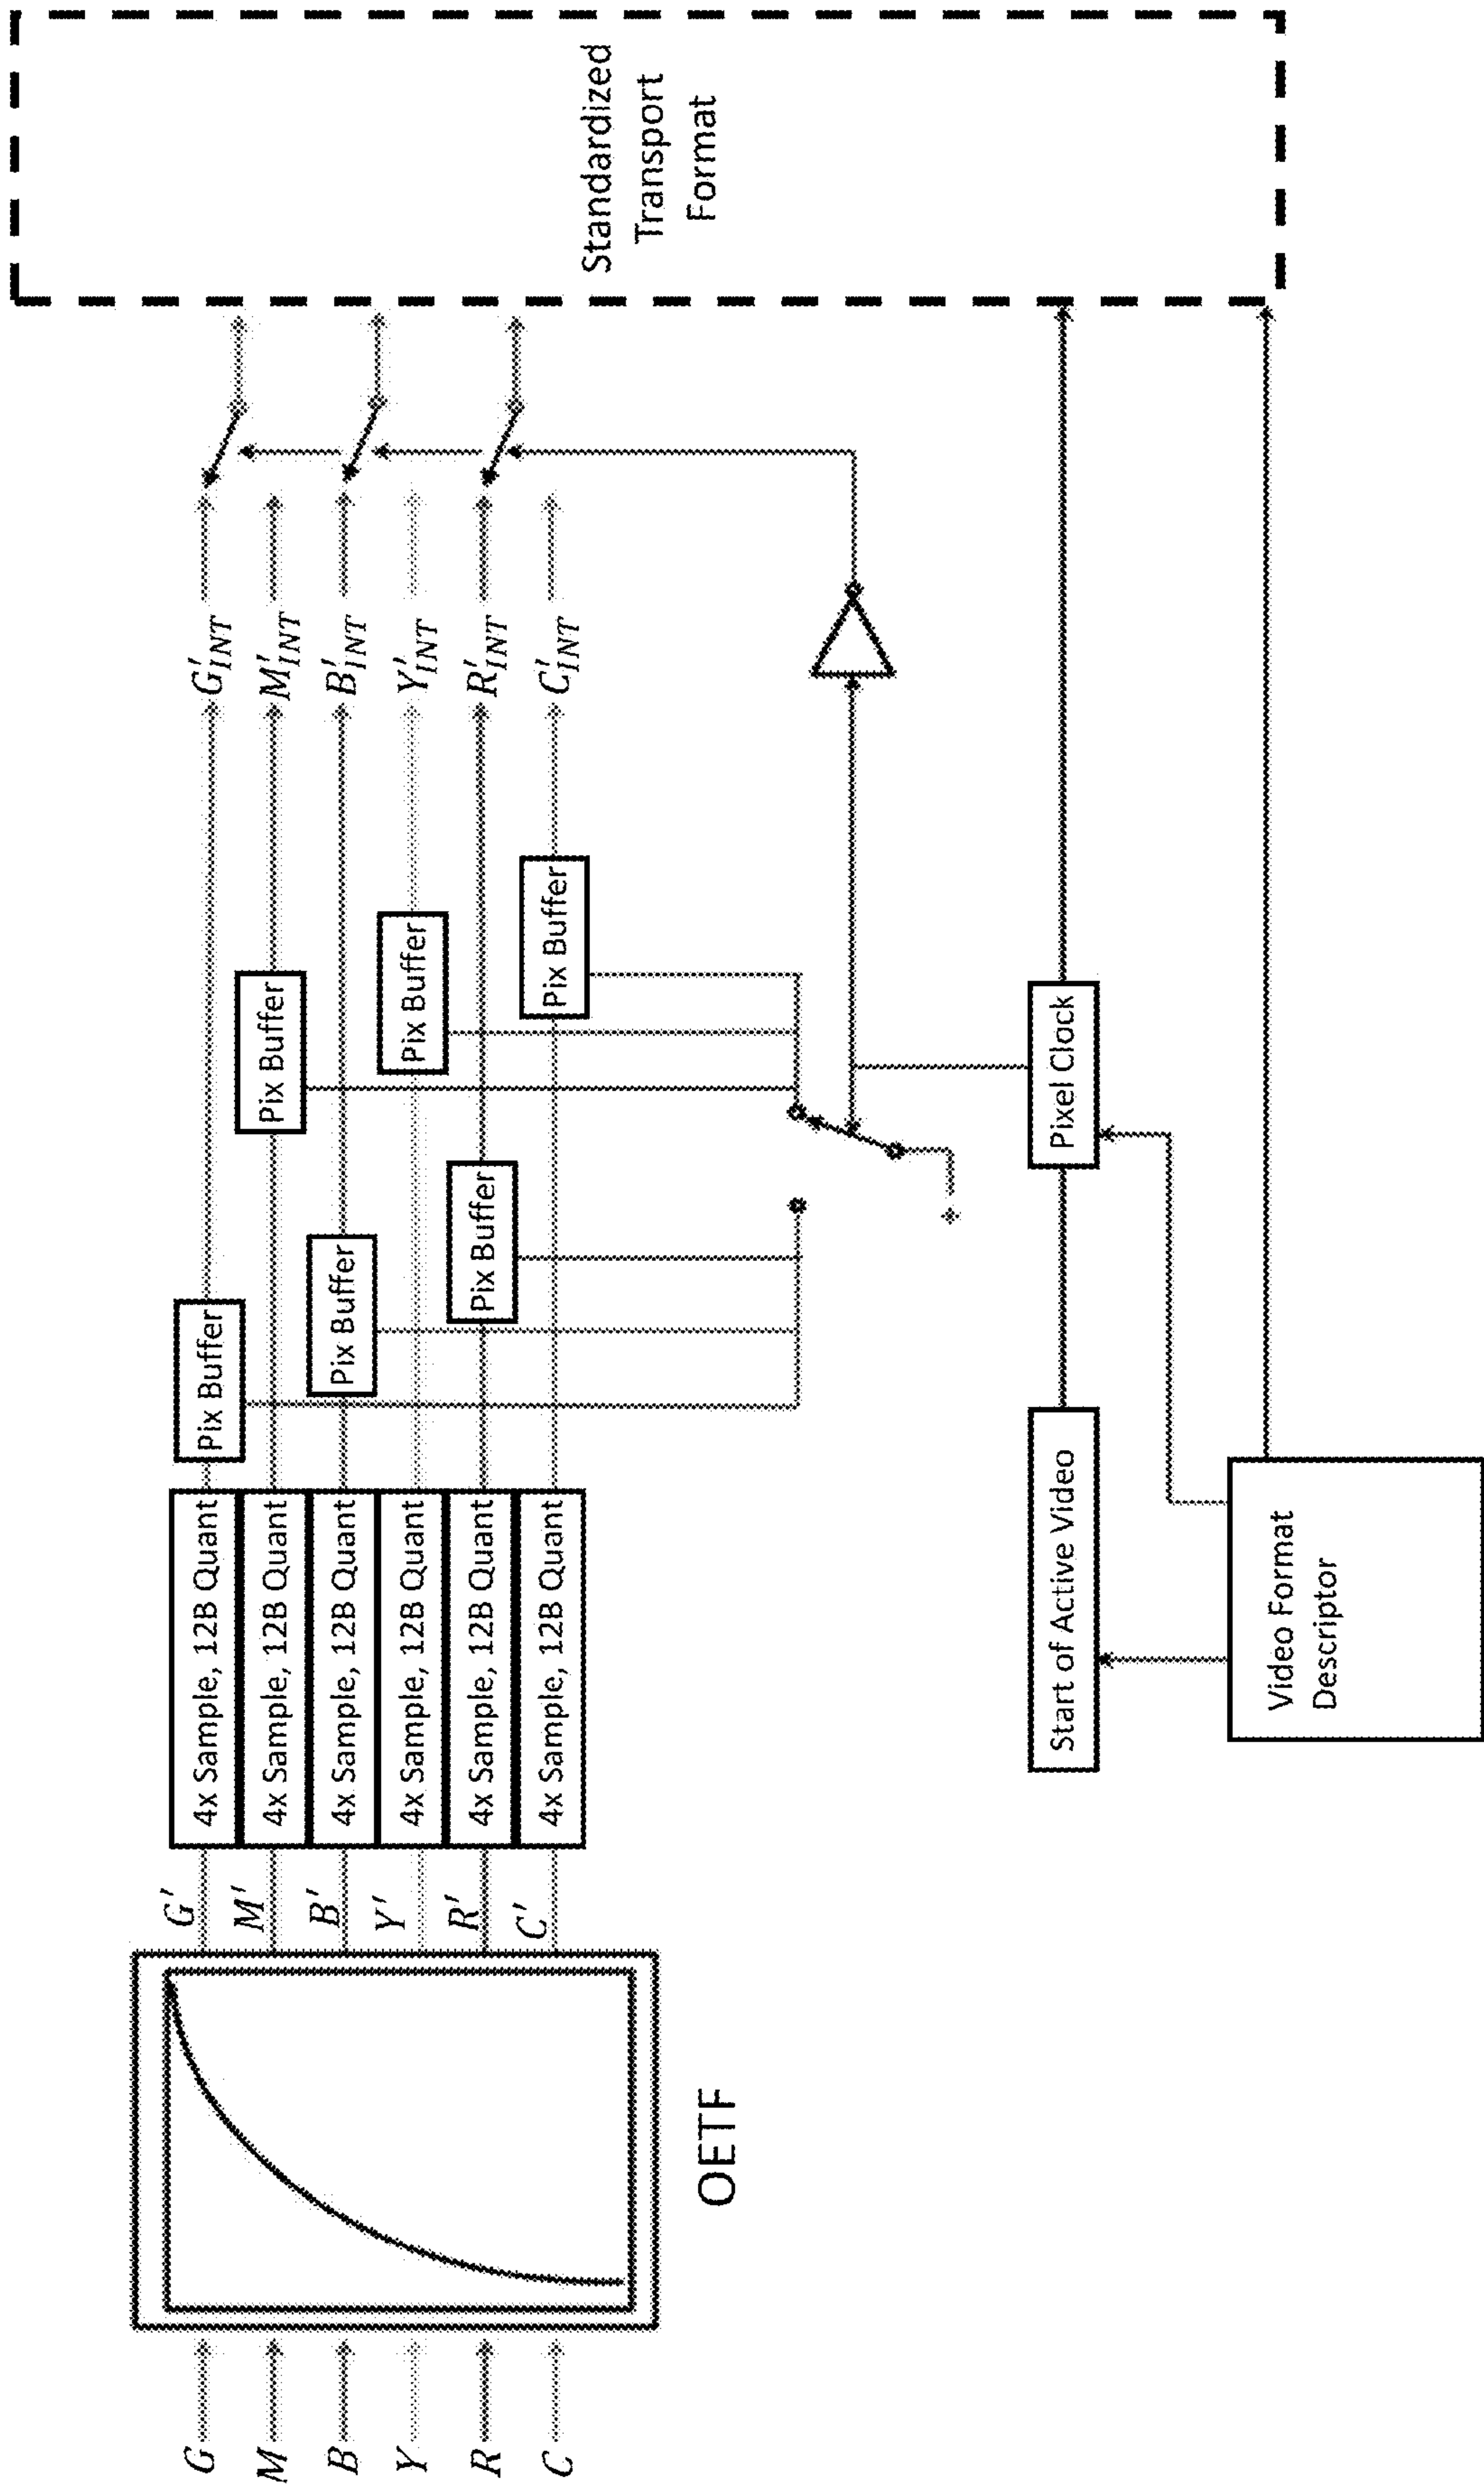 G
M
B
Y
R
C
OETF
G'
M'
B'
Y'
R'
C'
4x Sample, 12B Quant
4x Sample, 12B Quant
4x Sample, 12B Quant
4x Sample, 12B Quant
4x Sample, 12B Quant
4x Sample, 12B Quant
Pix Buffer
Pix Buffer
Pix Buffer
Pix Buffer
Pix Buffer
Pix Buffer
G'INT
M'INT
B'INT
Y'INT
R'INT
C'INT
Standardized
Transport
Format
Start of Active Video
Pixel Clock
Video Format
Descriptor